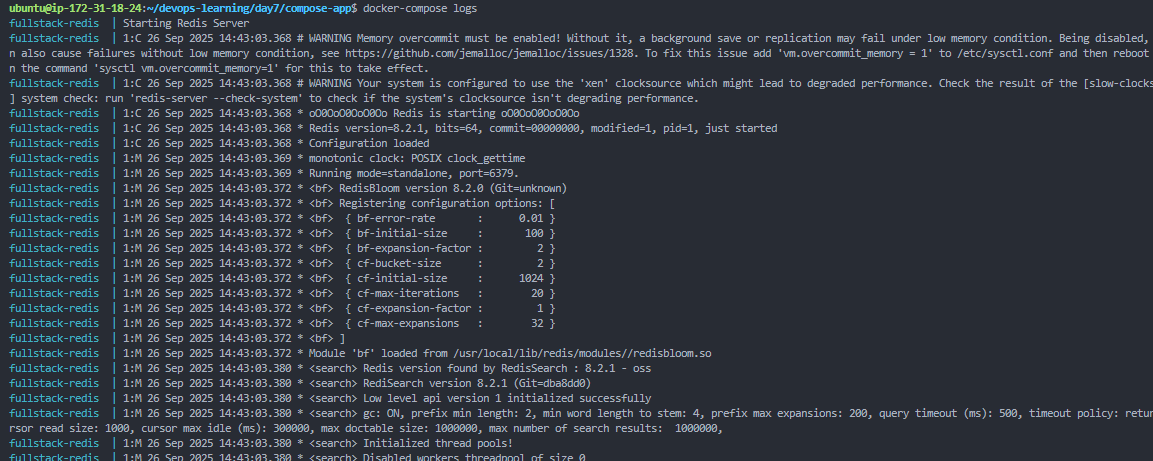 ubuntu@ip-172-31-18-24:~/devops-learning/day7/compose-app$ docker-compose logs
fullstack-redis | Starting Redis Server
fullstack-redis | 1:C 26 Sep 2025 14:43:03.368 # WARNING Memory overcommit must be enabled! Without it, a background save or replication may fail under low memory condition. Being disabled,
n also cause failures without low memory condition, see https://github.com/jemalloc/jemalloc/issues/1328. To fix this issue add 'vm.overcommit_memory = 1' to /etc/sysctl.conf and then reboot
n the command 'sysctl vm.overcommit_memory=1' for this to take effect.
fullstack-redis | 1:C 26 Sep 2025 14:43:03.368 # WARNING Your system is configured to use the 'xen' clocksource which might lead to degraded performance. Check the result of the [slow-clocks
] system check: run 'redis-server --check-system' to check if the system's clocksource isn't degrading performance.
fullstack-redis | 1:C 26 Sep 2025 14:43:03.368 * oO0OoO0OoO0Oo Redis is starting oO0OoO0OoO0Oo
fullstack-redis | 1:C 26 Sep 2025 14:43:03.368 * Redis version=8.2.1, bits=64, commit=00000000, modified=1, pid=1, just started
fullstack-redis | 1:C 26 Sep 2025 14:43:03.368 * Configuration loaded
fullstack-redis | 1:M 26 Sep 2025 14:43:03.369 * monotonic clock: POSIX clock_gettime
fullstack-redis | 1:M 26 Sep 2025 14:43:03.369 * Running mode=standalone, port=6379.
fullstack-redis | 1:M 26 Sep 2025 14:43:03.372 * <bf> RedisBloom version 8.2.0 (Git=unknown)
fullstack-redis | 1:M 26 Sep 2025 14:43:03.372 * <bf> Registering configuration options: [
fullstack-redis | 1:M 26 Sep 2025 14:43:03.372 * <bf> { bf-error-rate : 0.01 }
fullstack-redis | 1:M 26 Sep 2025 14:43:03.372 * <bf> { bf-initial-size : 100 }
fullstack-redis | 1:M 26 Sep 2025 14:43:03.372 * <bf> { bf-expansion-factor : 2 }
fullstack-redis | 1:M 26 Sep 2025 14:43:03.372 * <bf> { cf-bucket-size : 2 }
fullstack-redis | 1:M 26 Sep 2025 14:43:03.372 * <bf> { cf-initial-size : 1024 }
fullstack-redis | 1:M 26 Sep 2025 14:43:03.372 * <bf> { cf-max-iterations : 20 }
fullstack-redis | 1:M 26 Sep 2025 14:43:03.372 * <bf> { cf-expansion-factor : 1 }
fullstack-redis | 1:M 26 Sep 2025 14:43:03.372 * <bf> { cf-max-expansions : 32 }
fullstack-redis | 1:M 26 Sep 2025 14:43:03.372 * <bf> ]
fullstack-redis | 1:M 26 Sep 2025 14:43:03.372 * Module 'bf' loaded from /usr/local/lib/redis/modules//redisbloom.so
fullstack-redis | 1:M 26 Sep 2025 14:43:03.380 * <search> Redis version found by RedisSearch : 8.2.1 - oss
fullstack-redis | 1:M 26 Sep 2025 14:43:03.380 * <search> RediSearch version 8.2.1 (Git=dba8dd0)
fullstack-redis | 1:M 26 Sep 2025 14:43:03.380 * <search> Low level api version 1 initialized successfully
fullstack-redis | 1:M 26 Sep 2025 14:43:03.380 * <search> gc: ON, prefix min length: 2, min word length to stem: 4, prefix max expansions: 200, query timeout (ms): 500, timeout policy: retur
rsor read size: 1000, cursor max idle (ms): 300000, max doctable size: 1000000, max number of search results: 1000000,
fullstack-redis | 1:M 26 Sep 2025 14:43:03.380 * <search> Initialized thread pools!
fullstack-redis | 1:M 26 Sep 2025 14:43:03.380 * <search> Disabled workers threadpool of size 0